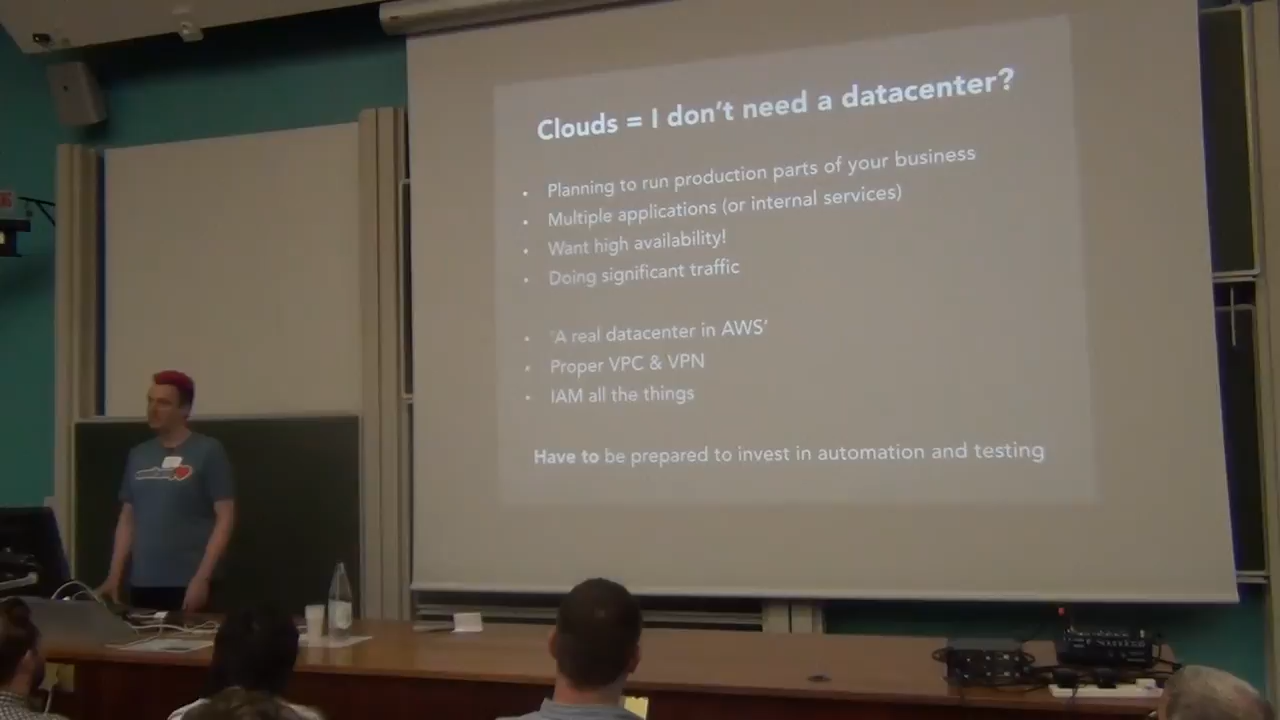 Clouds = I don't need a datacenter?
Planning to run production parts of your business
Multiple applications (or internal services)
Want high availability!
Doing significant traffic
'A real datacenter in AWS'
Proper VPC & VPN
IAM all the things
Have to be prepared to invest in automation and testing